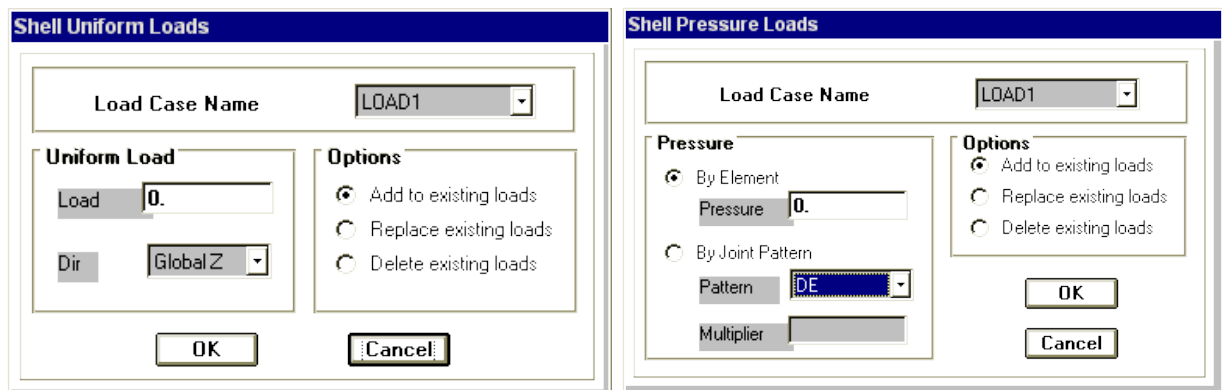 Shell Uniform Loads
Load Case Name LOAD1
Uniform Load
Load 0.
Dir Global Z
Options
Add to existing loads
Replace existing loads
Delete existing loads
OK Cancel
Shell Pressure Loads
Load Case Name LOAD1
Pressure
By Element
Pressure 0.
By Joint Pattern
Pattern DE
Multiplier
Options
Add to existing loads
Replace existing loads
Delete existing loads
OK
Cancel